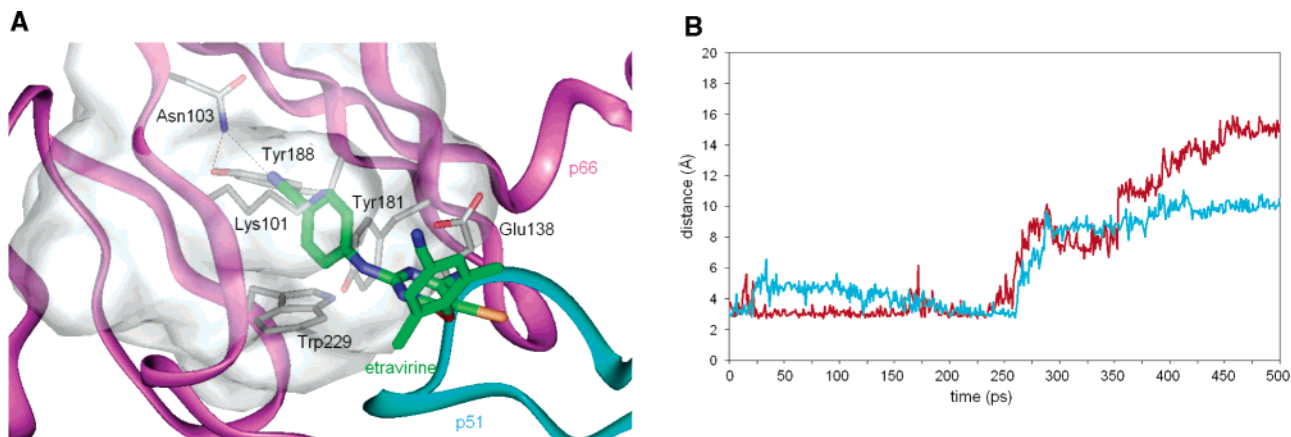 A
Asn103
Tyr188
p66
Lys101
Tyr181
Glu138
Trp229
etravirine
p51
B
20
18
16
14
12
10
8
6
4
2
0
distance (Å)
0 50 100 150 200 250 300 350 400 450 500
time (ps)